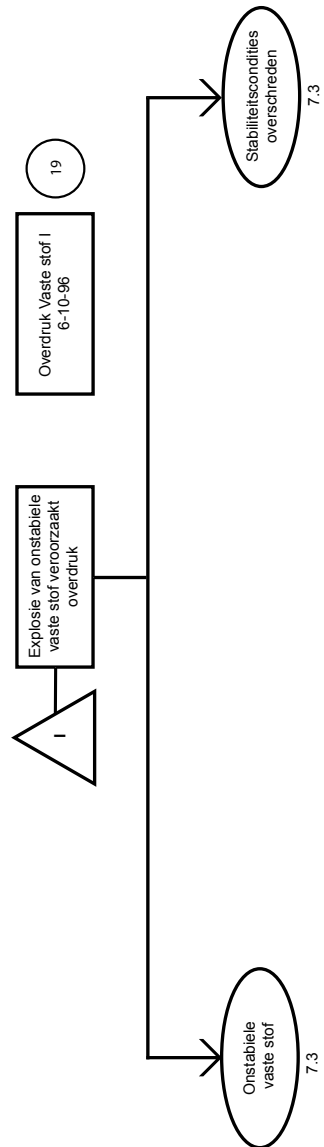 Overdruk Vaste stof I
6-10-96
19
I
Explosie van onstabiele
vaste stof veroorzaakt
overdruk
Onstabiele
vaste stof
7.3
Stabiliteitscondities
overschreden
7.3